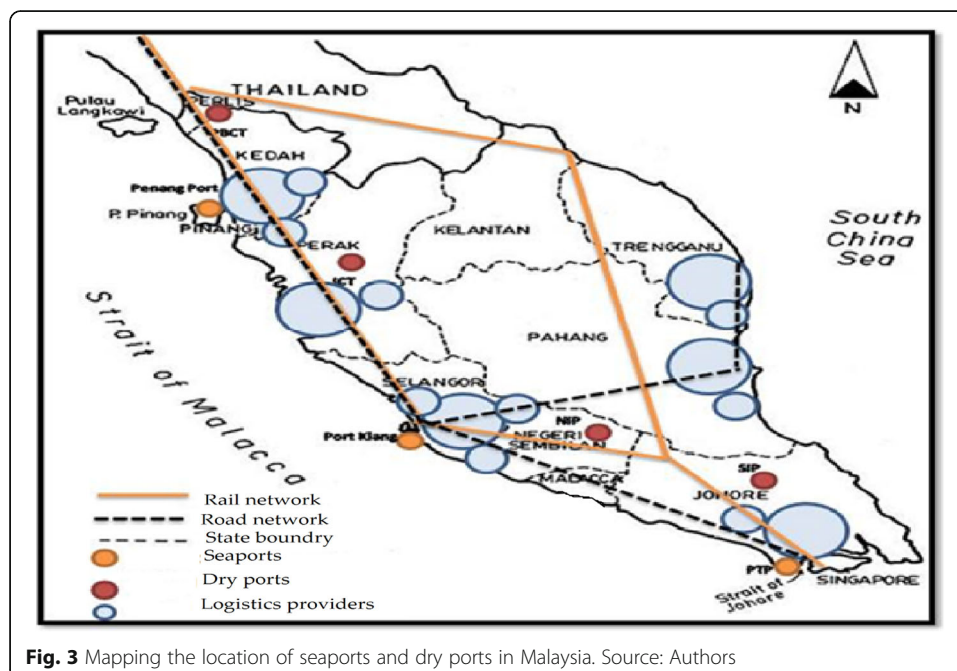 THAILAND
PERLIS
Pulau
Langkawi
PBCT
KEDAH
N
Penang Port
P. Pinang
PINANG
South
China
Sea
KELANTAN
TRENGGANU
PERAK
ICT
Strait of Malacca
PAHANG
SELANGOR
Port Klang
NIP
NEGERI
SEMBILAN
MALACCA
SIP
JOHORE
PTP
Strait of
Johore
SINGAPORE
Rail network
Road network
State boundry
Seaports
Dry ports
Logistics providers
Fig. 3 Mapping the location of seaports and dry ports in Malaysia. Source: Authors